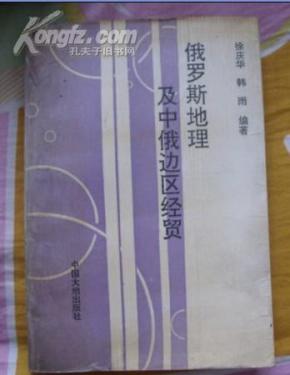 Kongfz.com
孔夫子旧书网
徐庆华 韩雨 编著
俄罗斯地理
及中俄边区经贸
中国大地出版社